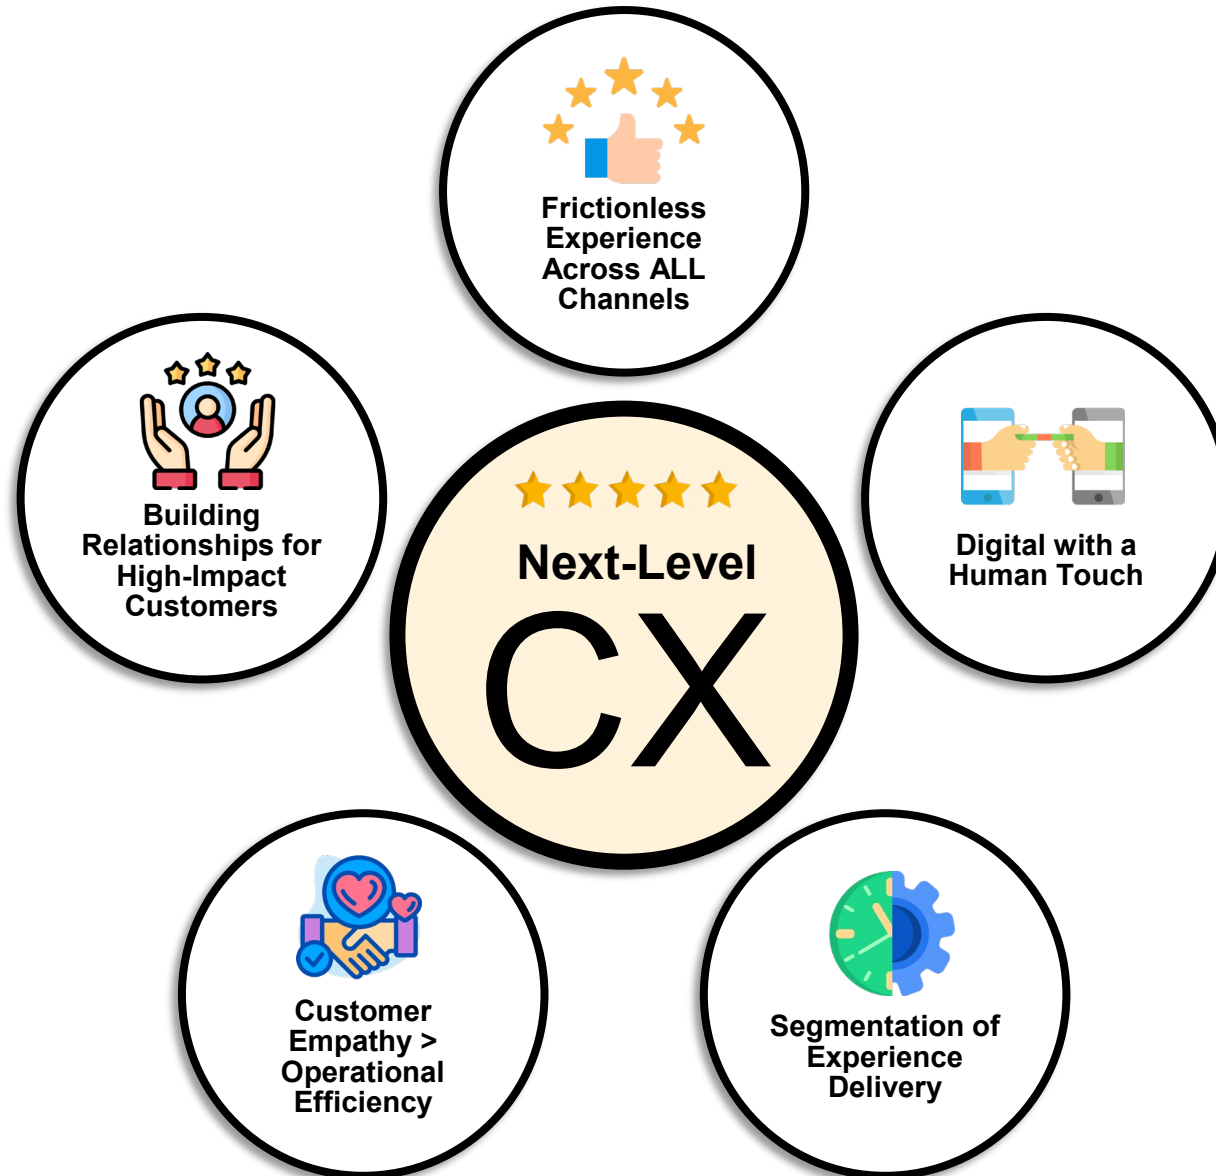 Frictionless
Experience
Across ALL
Channels
Building
Relationships for
High-Impact
Customers
Next-Level
CX
Digital with a
Human Touch
Customer
Empathy >
Operational
Efficiency
Segmentation of
Experience
Delivery